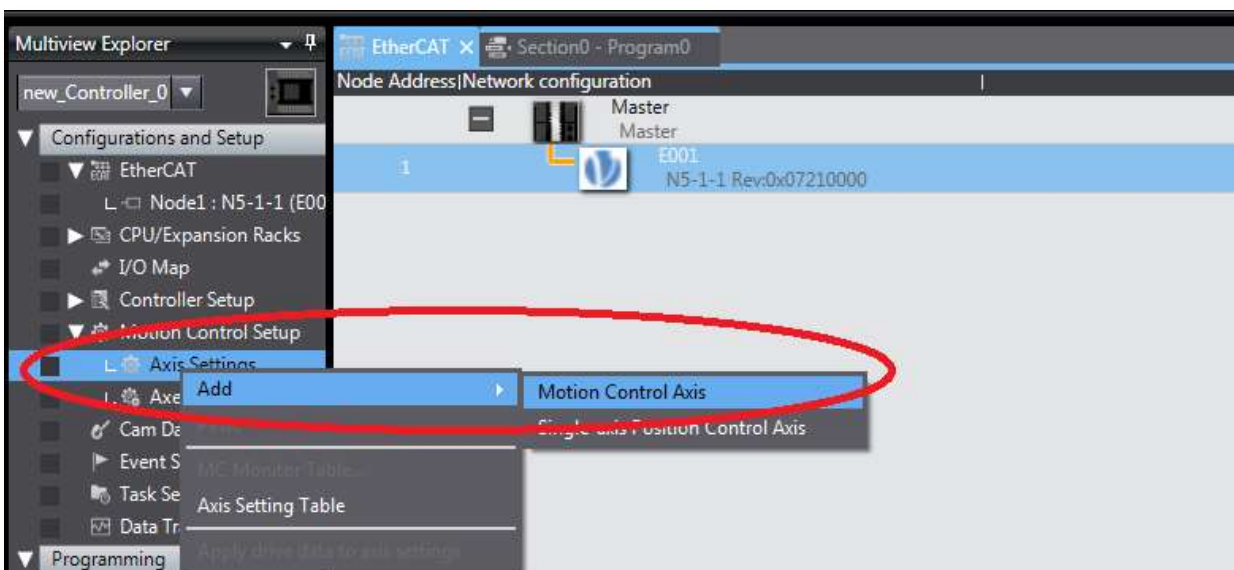 Multiview Explorer
new_Controller_0
Configurations and Setup
EtherCAT
Node1 : N5-1-1 (E00
CPU/Expansion Racks
I/O Map
Controller Setup
Motion Control Setup
Axis Settings
Axe
Cam Da
Event S
Task Se
Data Tr
Programming
Add
MC Monitor Table...
Axis Setting Table
Apply drive data to axis settings
Motion Control Axis
Single-axis Position Control Axis
EtherCAT
Section0 - Program0
Node Address|Network configuration
Master
Master
1
E001
N5-1-1 Rev:0x07210000